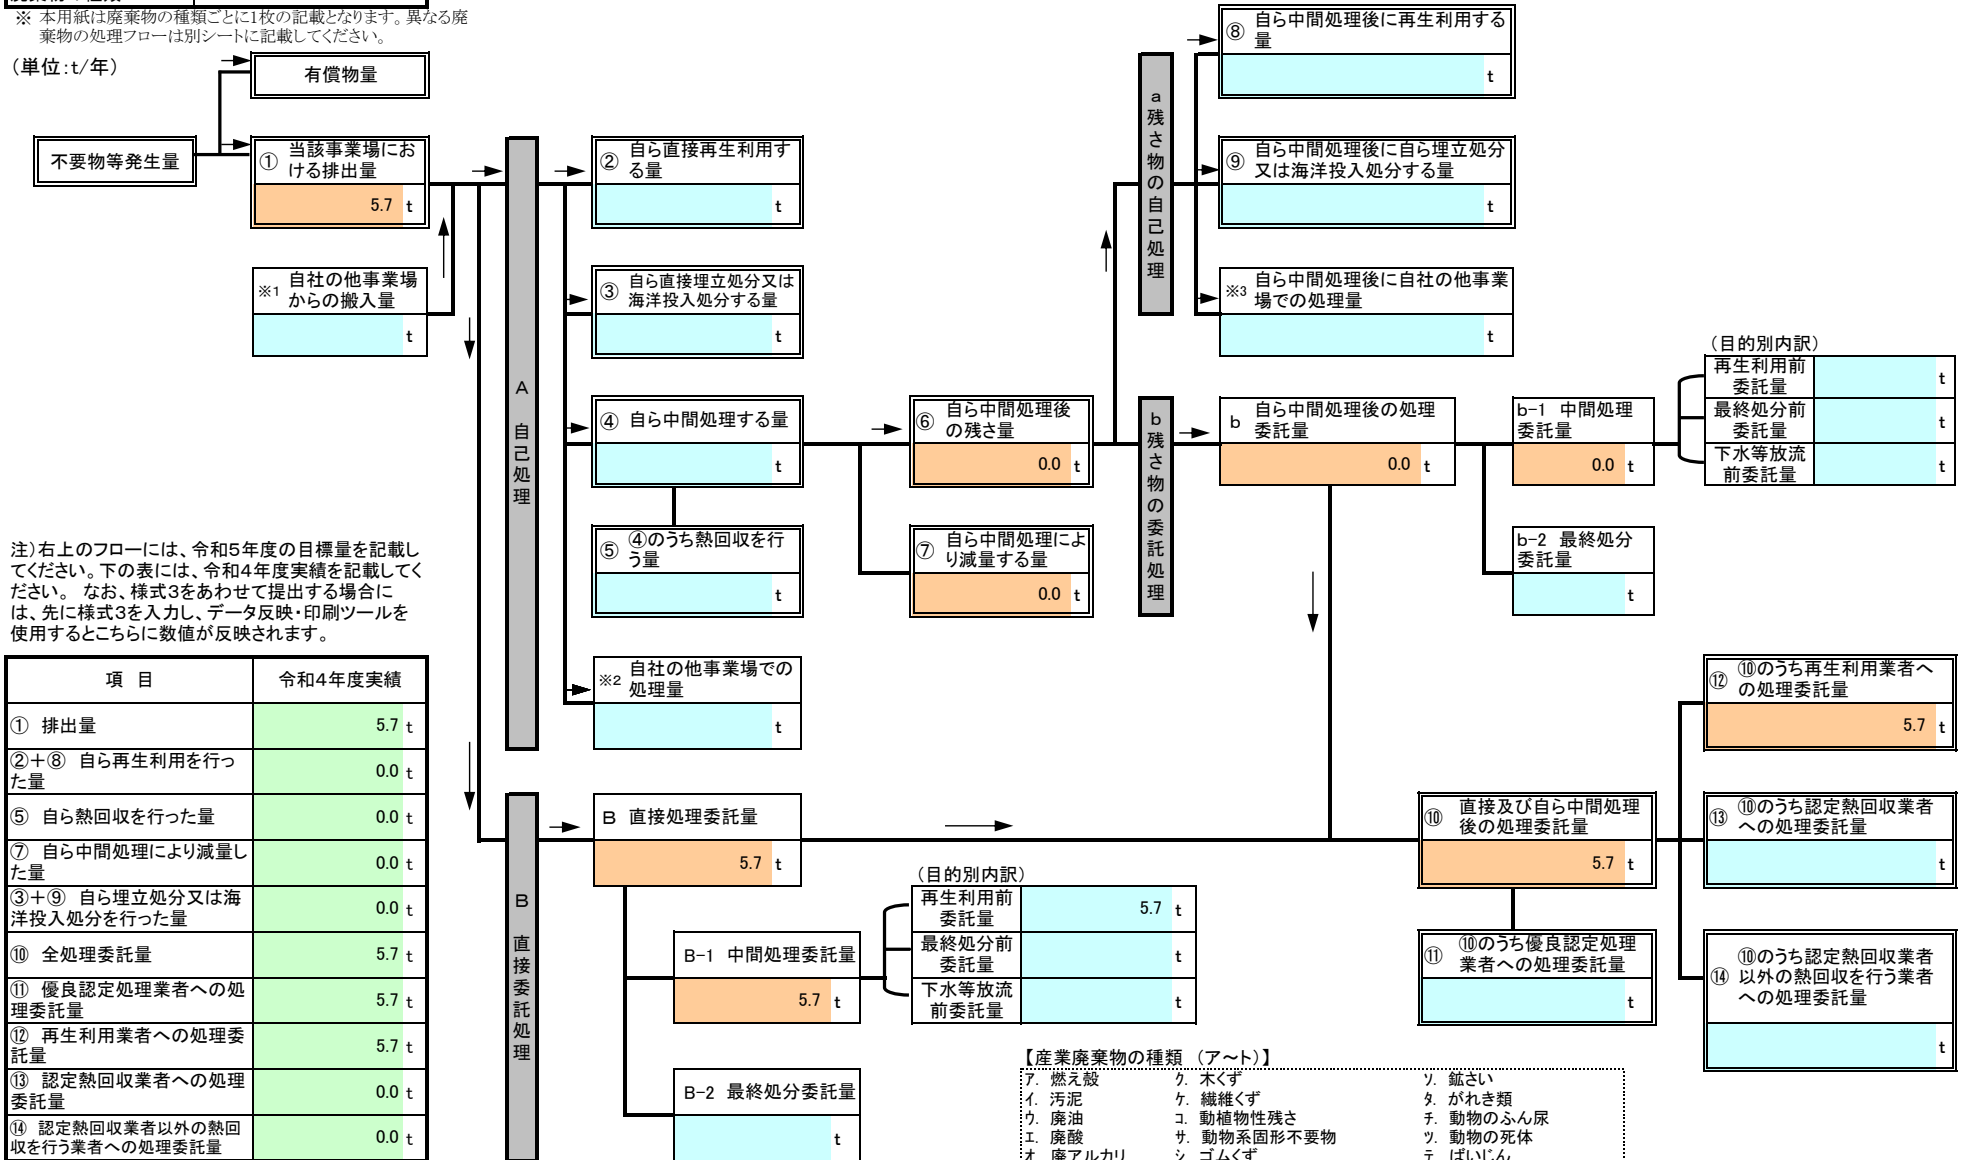 ※ 本用紙は廃棄物の種類ごとに1枚の記載となります。異なる廃
棄物の処理フローは別シートに記載してください。
(単位:t/年)
有償物量
不要物等発生量
① 当該事業場にお
ける排出量
5.7 t
※1 自社の他事業場
からの搬入量
t
A 自己処理
② 自ら直接再生利用す
る量
t
③ 自ら直接埋立処分又は
海洋投入処分する量
t
④ 自ら中間処理する量
t
⑤ ④のうち熱回収を行
う量
t
※2 自社の他事業場での
処理量
t
⑥ 自ら中間処理後
の残さ量
0.0 t
⑦ 自ら中間処理によ
り減量する量
0.0 t
a 残さ物の自己処理
⑧ 自ら中間処理後に再生利用する
量
t
⑨ 自ら中間処理後に自ら埋立処分
又は海洋投入処分する量
t
※3 自ら中間処理後に自社の他事業
場での処理量
t
b 残さ物の委託処理
b 自ら中間処理後の処理
委託量
0.0 t
b-1 中間処理
委託量
0.0 t
(目的別内訳)
再生利用前
委託量
t
最終処分前
委託量
t
下水等放流
前委託量
t
b-2 最終処分
委託量
t
注)右上のフローには、令和5年度の目標量を記載し
てください。下の表には、令和4年度実績を記載してく
ださい。 なお、様式3をあわせて提出する場合に
は、先に様式3を入力し、データ反映・印刷ツールを
使用するとこちらに数値が反映されます。
項 目 令和4年度実績
① 排出量 5.7 t
②+⑧ 自ら再生利用を行っ
た量 0.0 t
⑤ 自ら熱回収を行った量 0.0 t
⑦ 自ら中間処理により減量し
た量 0.0 t
③+⑨ 自ら埋立処分又は海
洋投入処分を行った量 0.0 t
⑩ 全処理委託量 5.7 t
⑪ 優良認定処理業者への処
理委託量 5.7 t
⑫ 再生利用業者への処理委
託量 5.7 t
⑬ 認定熱回収業者への処理
委託量 0.0 t
⑭ 認定熱回収業者以外の熱回
収を行う業者への処理委託量 0.0 t
B 直接委託処理
B 直接処理委託量
5.7 t
B-1 中間処理委託量
5.7 t
(目的別内訳)
再生利用前
委託量
5.7 t
最終処分前
委託量
t
下水等放流
前委託量
t
B-2 最終処分委託量
t
⑩ 直接及び自ら中間処理
後の処理委託量
5.7 t
⑪ ⑩のうち優良認定処理
業者への処理委託量
t
⑫ ⑩のうち再生利用業者へ
の処理委託量
5.7 t
⑬ ⑩のうち認定熱回収業者
への処理委託量
t
⑭ ⑩のうち認定熱回収業者
以外の熱回収を行う業者
への処理委託量
t
【産業廃棄物の種類 (ア~ト)】
ア. 燃え殻 ク. 木くず ソ. 鉱さい
イ. 汚泥 ケ. 繊維くず タ. がれき類
ウ. 廃油 コ. 動植物性残さ チ. 動物のふん尿
エ. 廃酸 サ. 動物系固形不要物 ツ. 動物の死体
オ. 廃アルカリ シ. ゴムくず テ. ばいじん